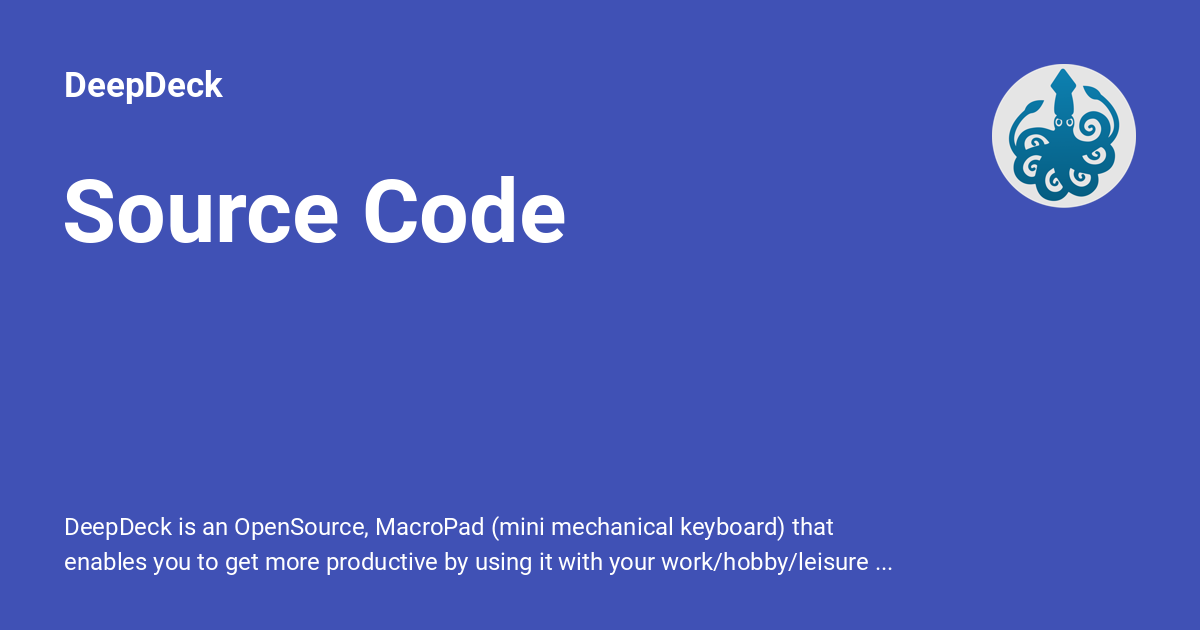 DeepDeck
Source Code
DeepDeck is an OpenSource, MacroPad (mini mechanical keyboard) that
enables you to get more productive by using it with your work/hobby/leisure ...